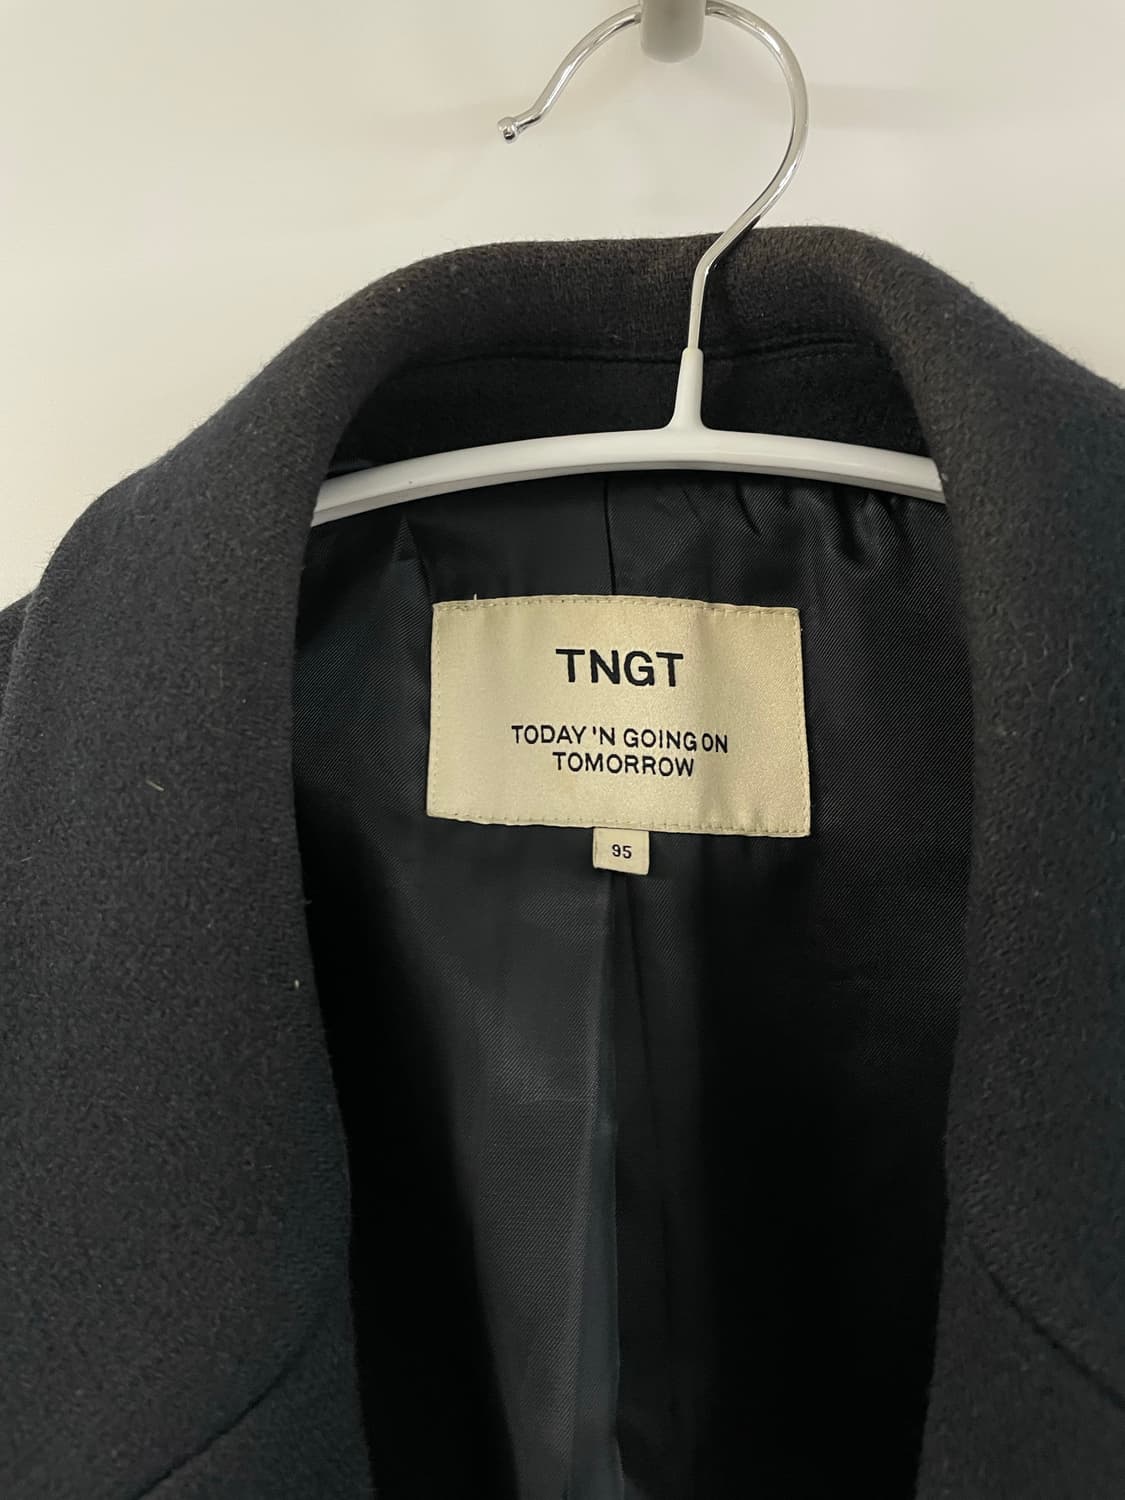 TNGT
TODAY 'N GOING ON
TOMORROW
95